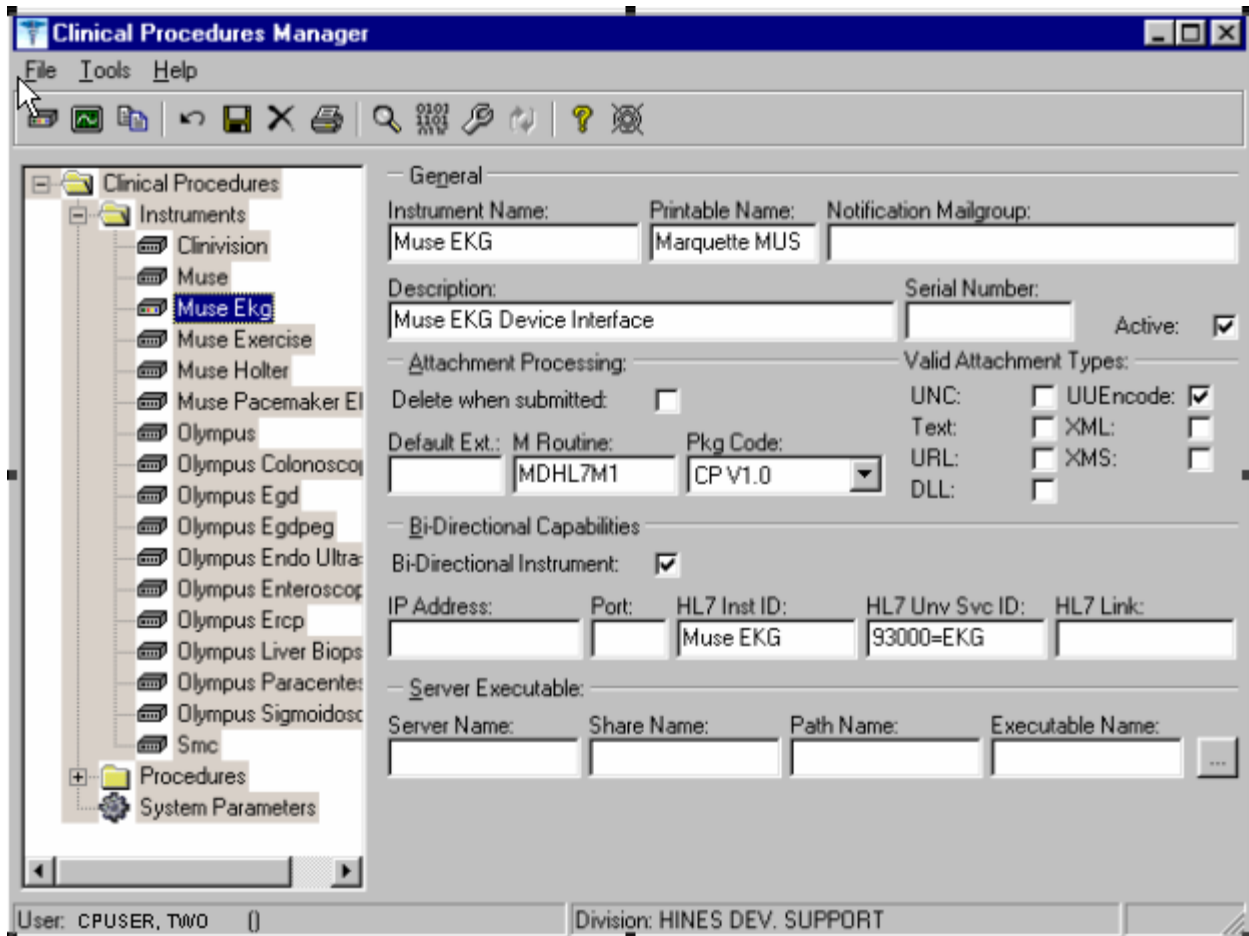 Clinical Procedures Manager
File Tools Help
Clinical Procedures
Instruments
Clinivision
Muse
Muse Ekg
Muse Exercise
Muse Holter
Muse Pacemaker El
Olympus
Olympus Colonoscop
Olympus Egd
Olympus Egdpeg
Olympus Endo Ultra
Olympus Enteroscop
Olympus Ercp
Olympus Liver Biops
Olympus Paracentes
Olympus Sigmoidosc
Smc
Procedures
System Parameters
General
Instrument Name: Printable Name: Notification Mailgroup:
Muse EKG Marquette MUS
Description: Serial Number:
Muse EKG Device Interface
Active:
Attachment Processing: Valid Attachment Types:
Delete when submitted:
UNC: UUEncode:
Text: XML:
URL: XMS:
DLL:
Default Ext.: M Routine: Pkg Code:
MDHL7M1 CP V1.0
Bi-Directional Capabilities
Bi-Directional Instrument:
IP Address: Port: HL7 Inst ID: HL7 Unv Svc ID: HL7 Link:
Muse EKG 93000=EKG
Server Executable:
Server Name: Share Name: Path Name: Executable Name:
...
User: CPUSER, TWO () Division: HINES DEV. SUPPORT